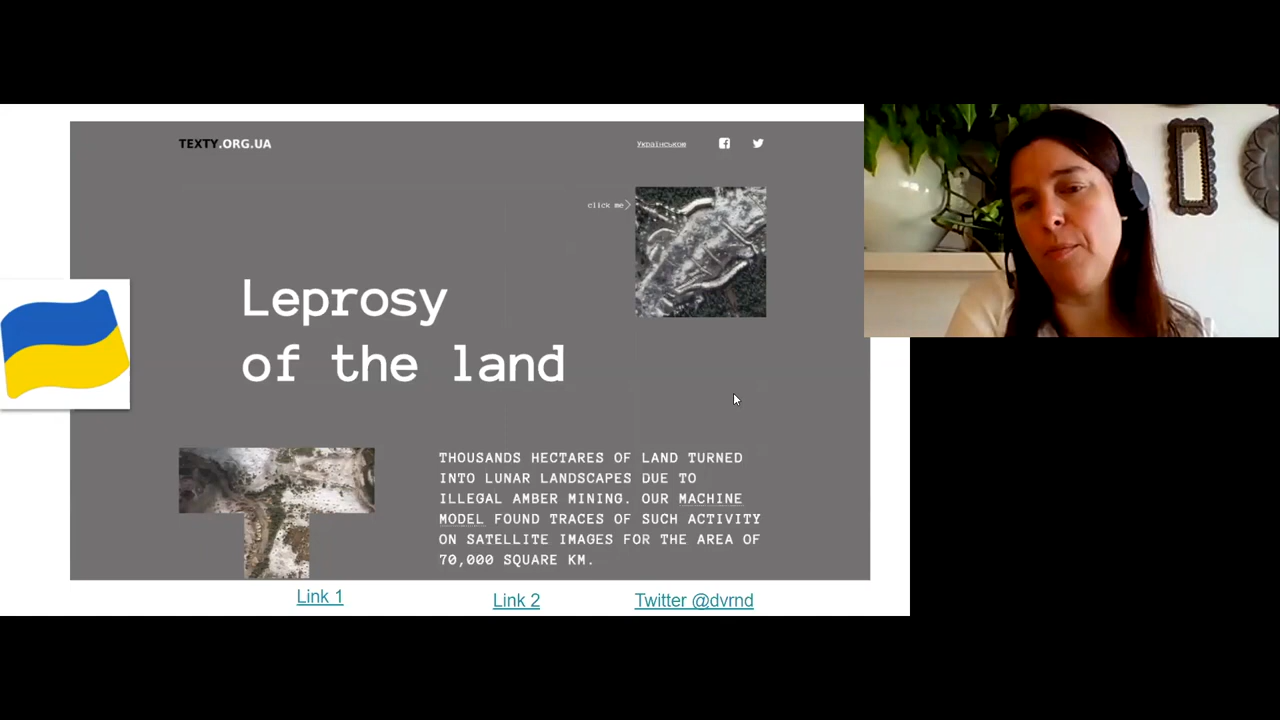 TEXTY.ORG.UA
Українською
click me
Leprosy
of the land
THOUSANDS HECTARES OF LAND TURNED
INTO LUNAR LANDSCAPES DUE TO
ILLEGAL AMBER MINING. OUR MACHINE
MODEL FOUND TRACES OF SUCH ACTIVITY
ON SATELLITE IMAGES FOR THE AREA OF
70,000 SQUARE KM.
Link 1
Link 2
Twitter @dvrnd